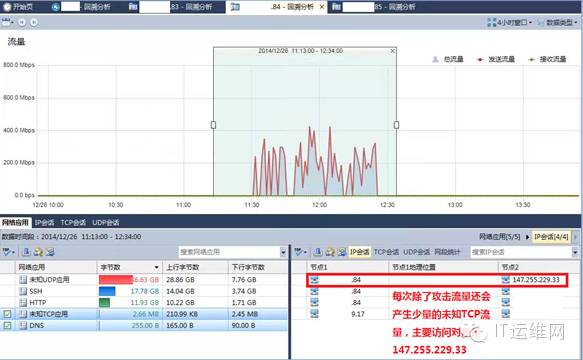 开始页
- 回溯分析
.83 - 回溯分析
.84 - 回溯分析
.85 - 回溯分析
4小时窗口
数据类型
流量
2014/12/26 11:13:00 - 12:34:00
总流量
发送流量
接收流量
800.0 Mbps
600.0 Mbps
400.0 Mbps
200.0 Mbps
0.0 bps
12/26 10:00
10:30
11:00
11:30
12:00
12:30
13:00
13:30
网络应用
IP会话
TCP会话
UDP会话
数据时间段：2014/12/26 11:13:00 - 12:34:00
网络应用(5/5)
IP会话(4/4)
搜索网络应用
IP会话
TCP会话
UDP会话
网段统计
搜索IP会话
网络应用
字节数
上行字节数
下行字节数
未知UDP应用
28.86 GB
7.76 GB
SSH
17.78 GB
14.04 GB
3.74 GB
HTTP
11.93 GB
10.22 GB
1.71 GB
未知TCP应用
2.66 MB
210.99 KB
2.45 MB
DNS
255.00 B
165.00 B
90.00 B
节点1
节点1地理位置
节点2
.84
147.255.229.33
.84
.84
9.17
每次除了攻击流量还会
产生少量的未知TCP流
量，主要访问对
147.255.229.33
IT运维网